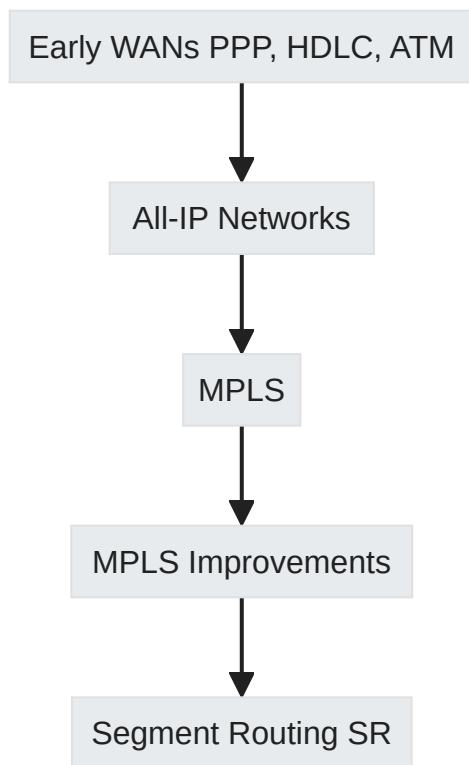 Early WANs PPP, HDLC, ATM
All-IP Networks
MPLS
MPLS Improvements
Segment Routing SR